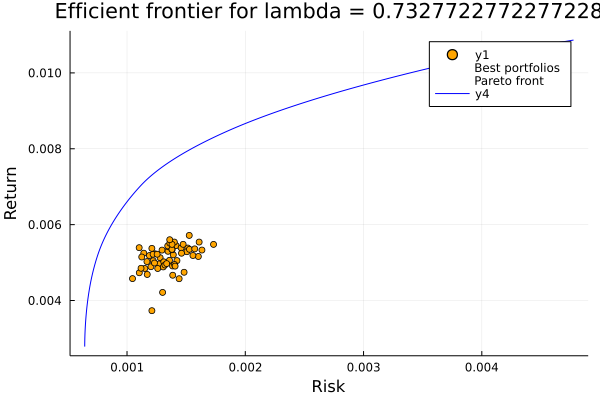 Efficient frontier for lambda = 0.7327722772277228
y1
Best portfolios
Pareto front
y4
0.010
0.008
0.006
0.004
Return
0.001
0.002
0.003
0.004
Risk